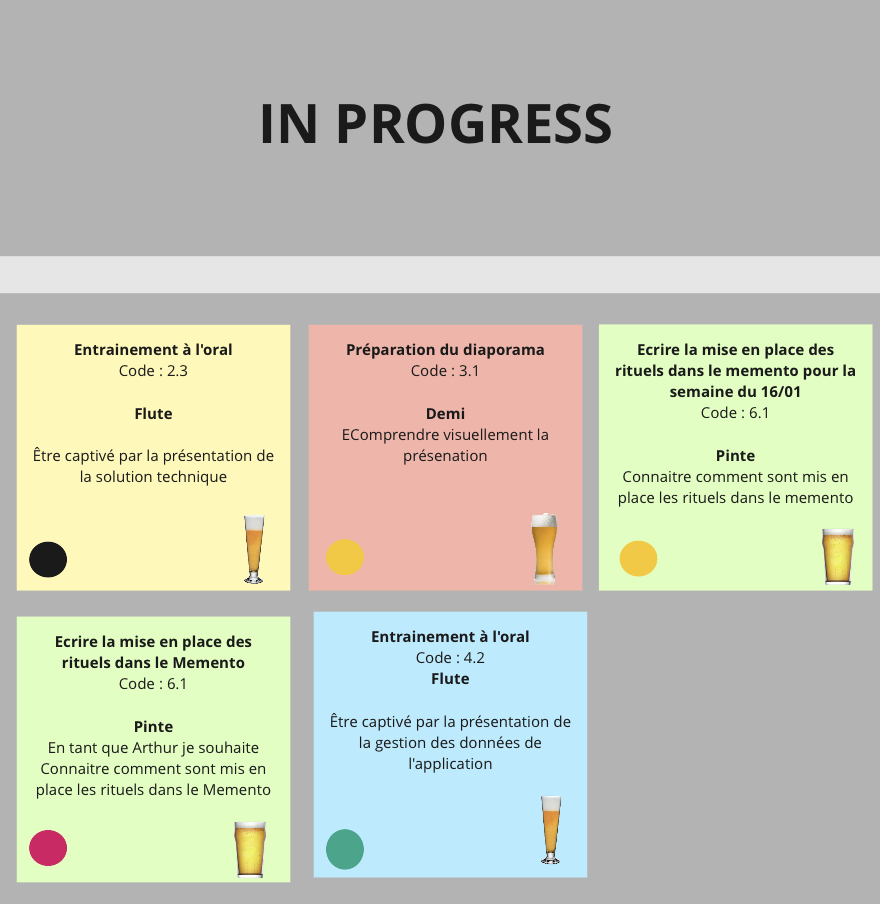 IN PROGRESS
Entrainement à l'oral
Code : 2.3
Flute
Être captivé par la présentation de
la solution technique
Préparation du diaporama
Code : 3.1
Demi
EComprendre visuellement la
présenation
Ecrire la mise en place des
rituels dans le memento pour la
semaine du 16/01
Code : 6.1
Pinte
Connaitre comment sont mis en
place les rituels dans le memento
Ecrire la mise en place des
rituels dans le Memento
Code : 6.1
Pinte
En tant que Arthur je souhaite
Connaitre comment sont mis en
place les rituels dans le Memento
Entrainement à l'oral
Code : 4.2
Flute
Être captivé par la présentation de
la gestion des données de
l'application